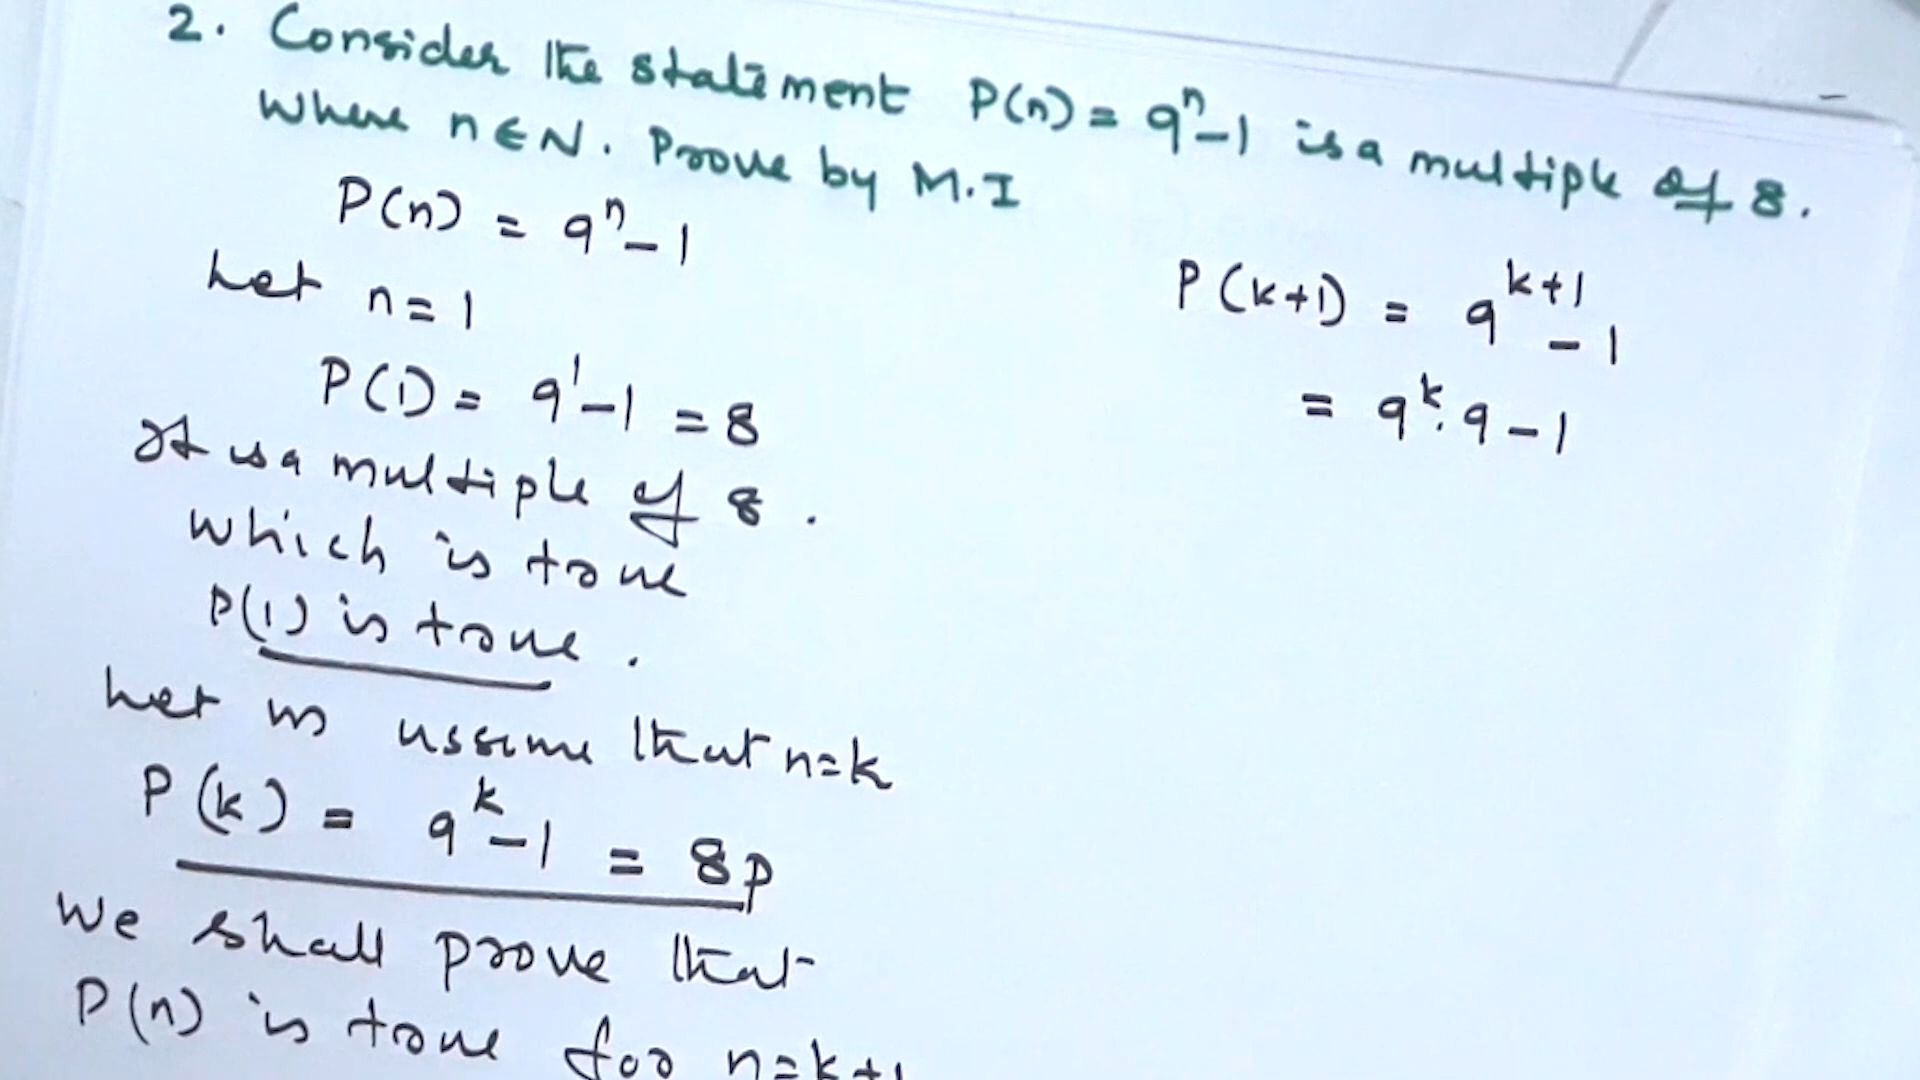 2. Consider the statement P(n) = 9ⁿ-1 is a multiple of 8.
Where n∈N. Prove by M.I
P(n) = 9ⁿ-1
Let n=1
P(1) = 9¹-1 = 8
It is a multiple of 8.
which is true
P(1) is true.
Let us assume that n=k
P(k) = 9ᵏ-1 = 8p
We shall prove that
P(n) is true for n=k+1
P(k+1) = 9ᵏ⁺¹-1
= 9ᵏ.9-1